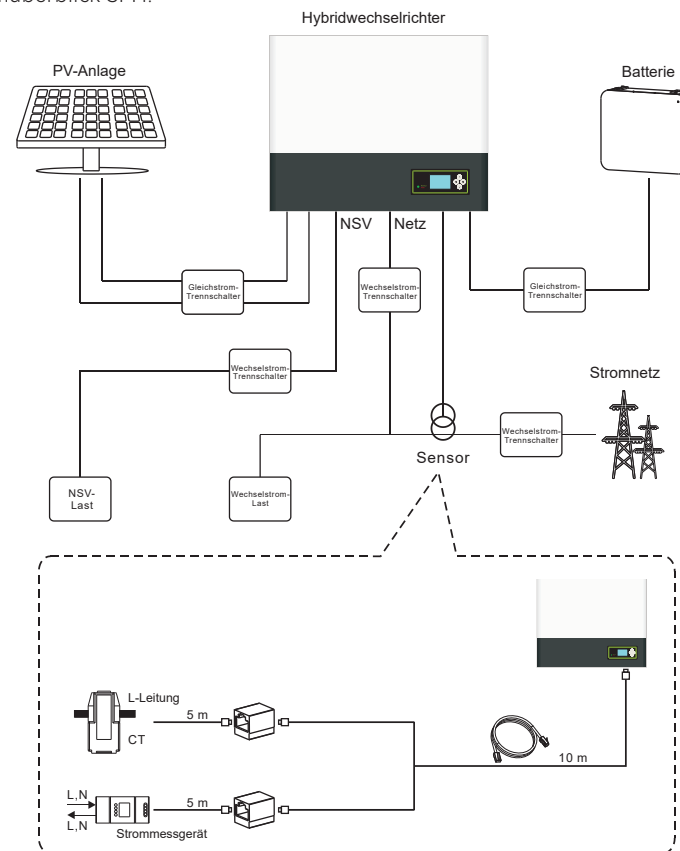 Hybridwechselrichter
PV-Anlage
Batterie
NSV
Netz
Gleichstrom-
Trennschalter
Wechselstrom-
Trennschalter
Gleichstrom-
Trennschalter
Wechselstrom-
Trennschalter
Stromnetz
Wechselstrom-
Trennschalter
Sensor
NSV-
Last
Wechselstrom-
Last
L-Leitung
5 m
CT
10 m
L,N
5 m
L,N
Strommessgerät